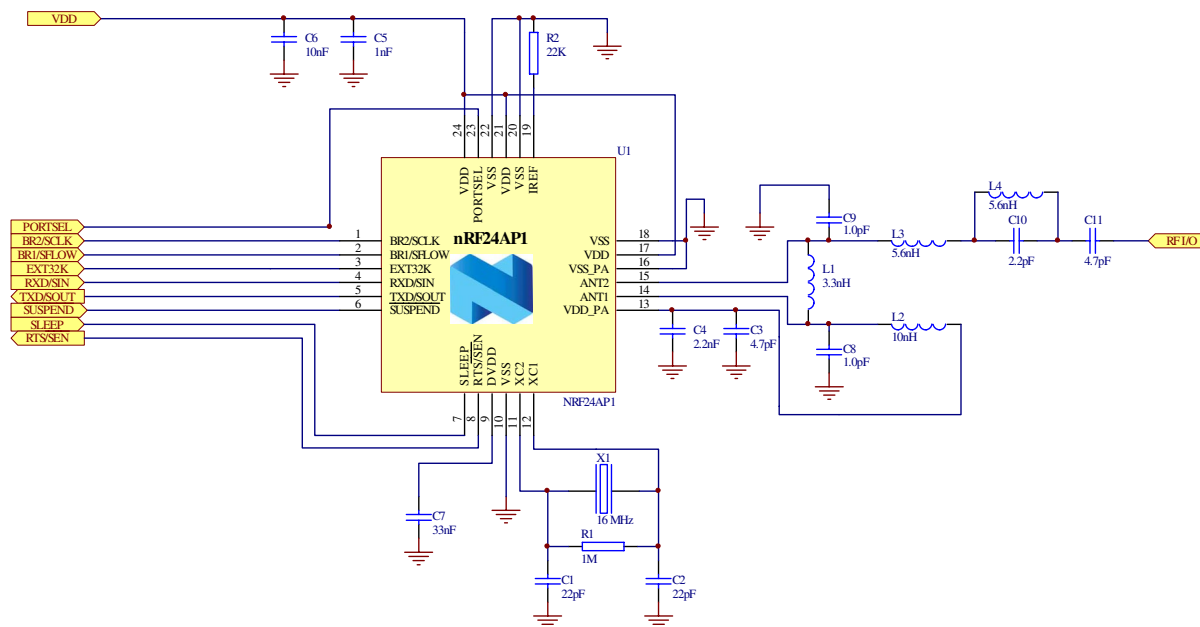 VDD
C6
10nF
C5
1nF
R2
22K
24
23
22
21
20
19
U1
VDD
PORTSEL
VSS
VDD
VSS
IREF
nRF24AP1
PORTSEL
BR2/SCLK
BR1/SFLOW
EXT32K
RXD/SIN
TXD/SOUT
SUSPEND
SLEEP
RTS/SEN
1
2
3
4
5
6
BR2/SCLK
BR1/SFLOW
EXT32K
RXD/SIN
TXD/SOUT
SUSPEND
VSS
VDD
VSS_PA
ANT2
ANT1
VDD_PA
18
17
16
15
14
13
SLEEP
RTS/SEN
DVDD
VSS
XC2
XC1
7
8
9
10
11
12
NRF24AP1
C4
2.2nF
C3
4.7pF
C9
1.0pF
L1
3.3nH
C8
1.0pF
L3
5.6nH
L2
10nH
L4
5.6nH
C10
2.2pF
C11
4.7pF
RF I/O
C7
33nF
X1
16 MHz
R1
1M
C1
22pF
C2
22pF